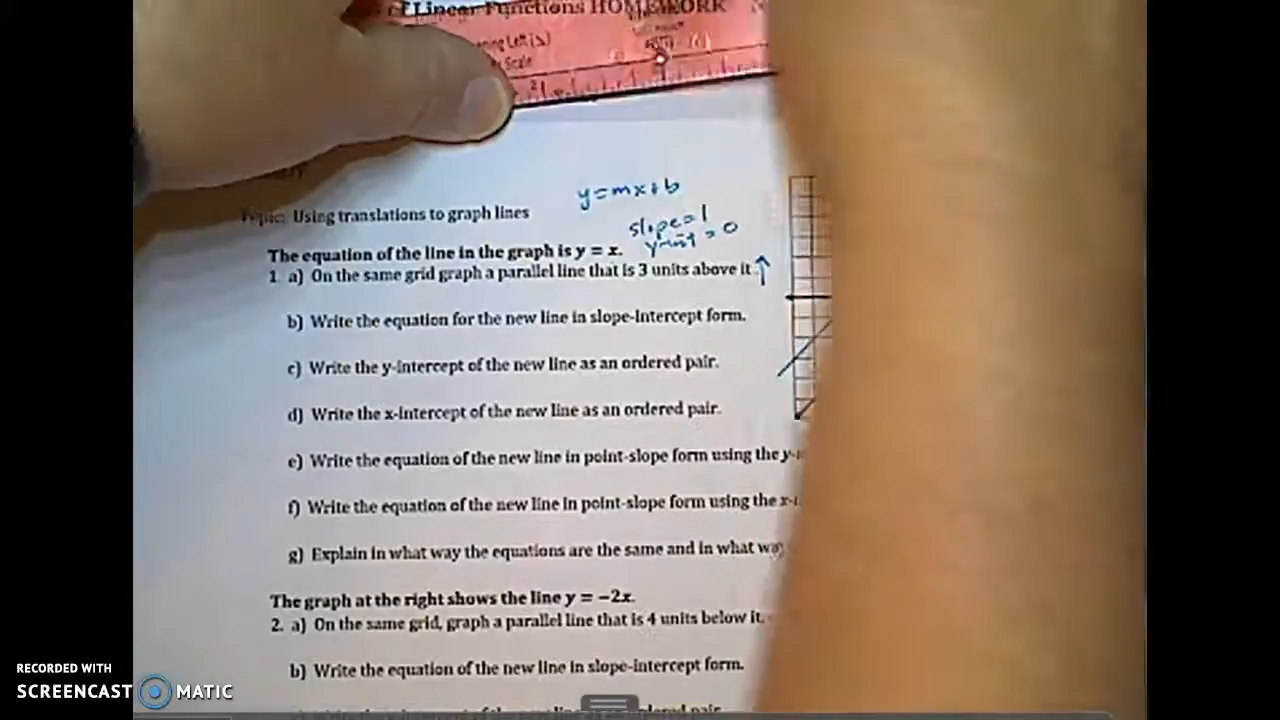 Linear Functions HOMEWORK
Scale
y=mx+b
Topic: Using translations to graph lines
slope=1
y-int = 0
The equation of the line in the graph is y = x.
1. a) On the same grid graph a parallel line that is 3 units above it. ↑
b) Write the equation for the new line in slope-intercept form.
c) Write the y-intercept of the new line as an ordered pair.
d) Write the x-intercept of the new line as an ordered pair.
e) Write the equation of the new line in point-slope form using the y-
f) Write the equation of the new line in point-slope form using the x-
g) Explain in what way the equations are the same and in what way
The graph at the right shows the line y = −2x.
2. a) On the same grid, graph a parallel line that is 4 units below it.
b) Write the equation of the new line in slope-intercept form.
RECORDED WITH
SCREENCAST MATIC